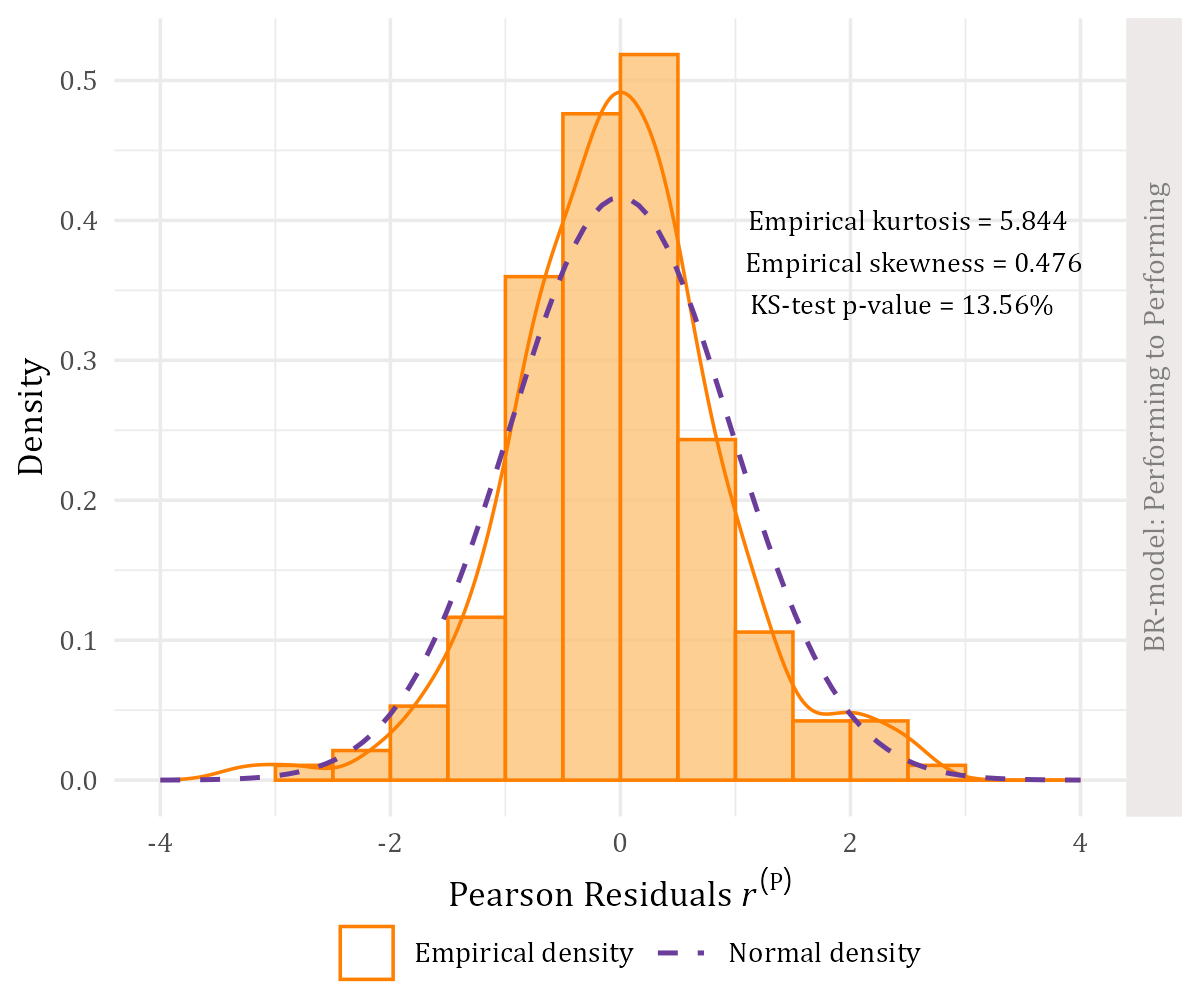 Density
0.5
0.4
0.3
0.2
0.1
0.0
Empirical kurtosis = 5.844
Empirical skewness = 0.476
KS-test p-value = 13.56%
BR-model: Performing to Performing
-4 -2 0 2 4
Pearson Residuals r^(P)
Empirical density Normal density